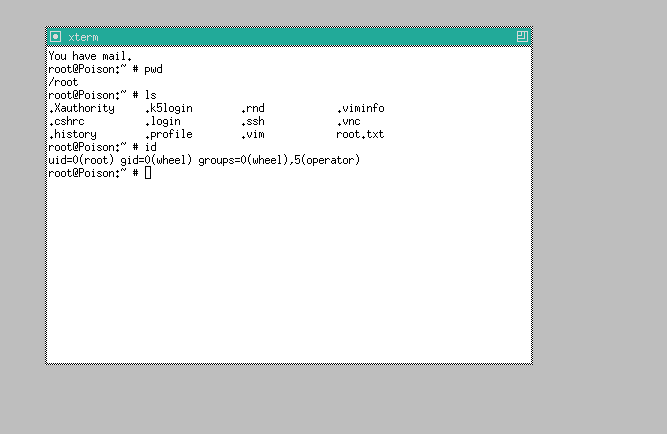 xterm
You have mail.
root@Poison:~ # pwd
/root
root@Poison:~ # ls
.Xauthority .k5login .rnd .viminfo
.cshrc .login .ssh .vnc
.history .profile .vim root.txt
root@Poison:~ # id
uid=0(root) gid=0(wheel) groups=0(wheel),5(operator)
root@Poison:~ #